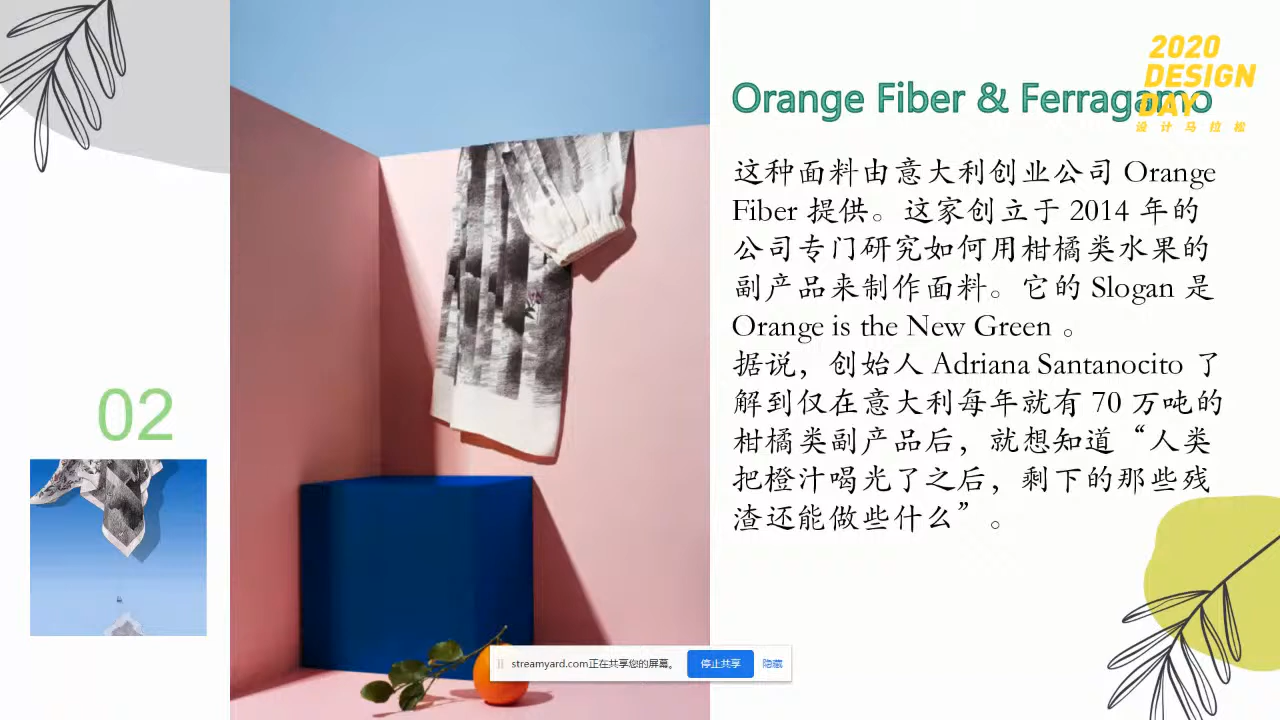 2020
DESIGN
DAY
设计马拉松
Orange Fiber & Ferragamo
这种面料由意大利创业公司 Orange
Fiber 提供。这家创立于 2014 年的
公司专门研究如何用柑橘类水果的
副产品来制作面料。它的 Slogan 是
Orange is the New Green 。
据说，创始人 Adriana Santanocito 了
解到仅在意大利每年就有 70 万吨的
柑橘类副产品后，就想知道“人类
把橙汁喝光了之后，剩下的那些残
渣还能做些什么”。
02
streamyard.com正在共享您的屏幕。
停止共享
隐藏